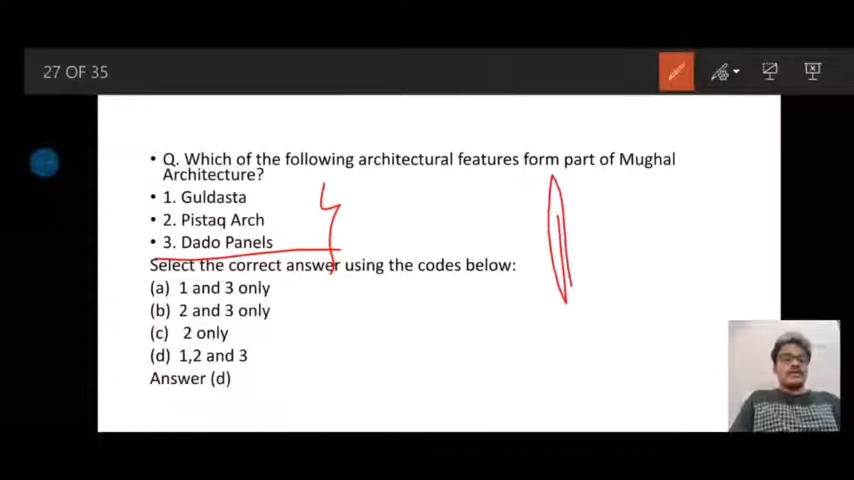 27 OF 35
• Q. Which of the following architectural features form part of Mughal
Architecture?
• 1. Guldasta
• 2. Pistaq Arch
• 3. Dado Panels
Select the correct answer using the codes below:
(a) 1 and 3 only
(b) 2 and 3 only
(c) 2 only
(d) 1,2 and 3
Answer (d)